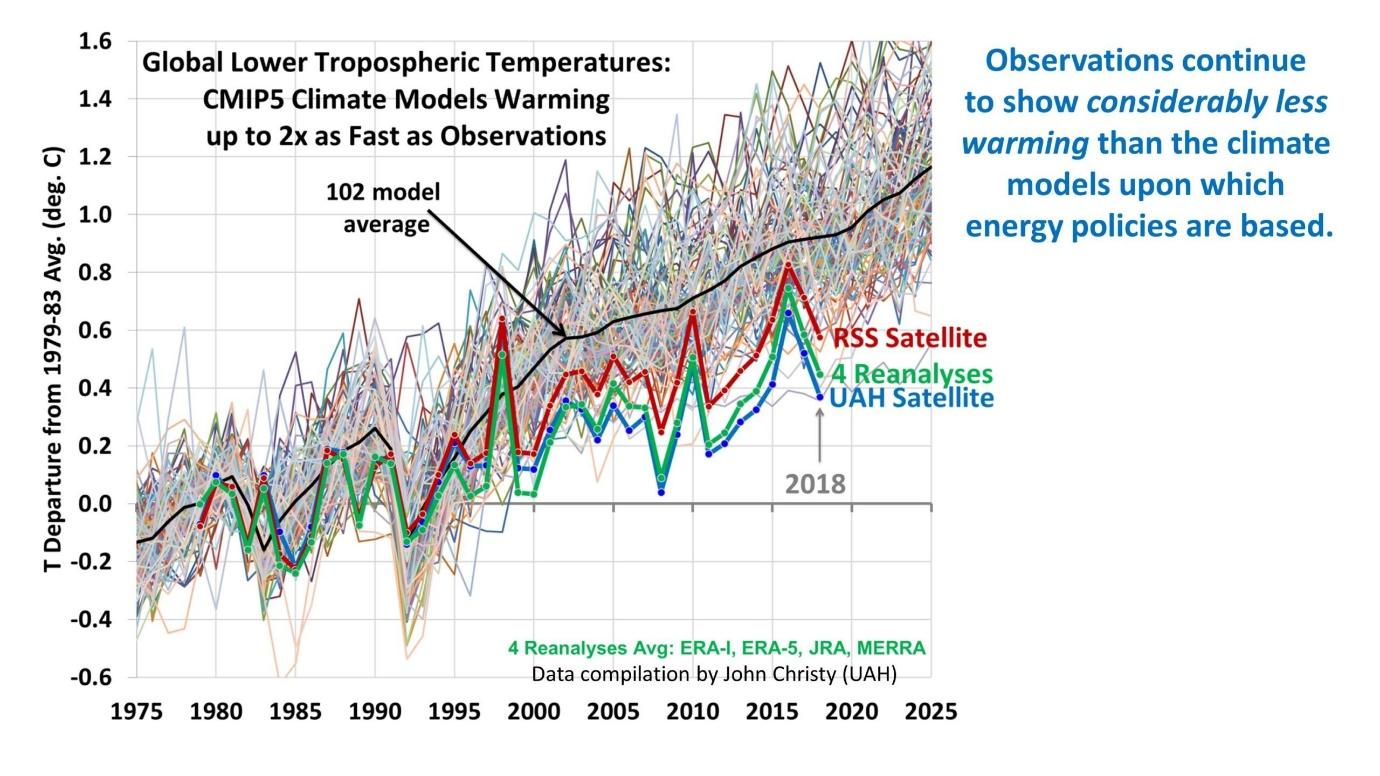 Global Lower Tropospheric Temperatures:
CMIP5 Climate Models Warming
up to 2x as Fast as Observations
Observations continue
to show considerably less
warming than the climate
models upon which
energy policies are based.
T Departure from 1979-83 Avg. (deg. C)
1.6
1.4
1.2
1.0
0.8
0.6
0.4
0.2
0.0
-0.2
-0.4
-0.6
102 model
average
RSS Satellite
4 Reanalyses
UAH Satellite
2018
4 Reanalyses Avg: ERA-I, ERA-5, JRA, MERRA
Data compilation by John Christy (UAH)
1975 1980 1985 1990 1995 2000 2005 2010 2015 2020 2025